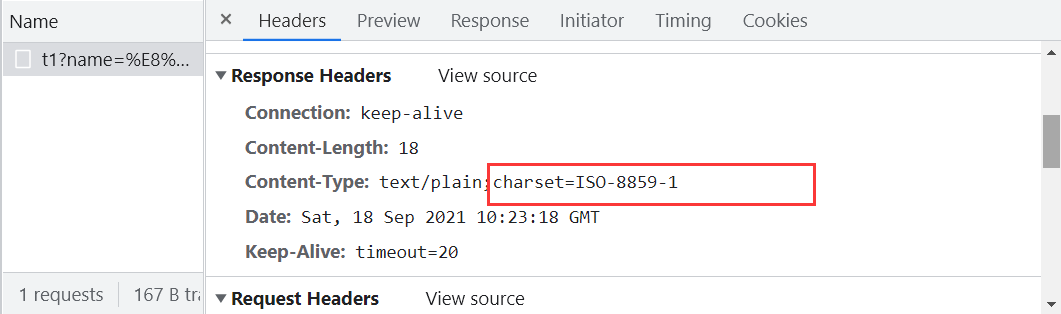 Name
× Headers Preview Response Initiator Timing Cookies
t1?name=%E8%...
▼ Response Headers View source
Connection: keep-alive
Content-Length: 18
Content-Type: text/plain;charset=ISO-8859-1
Date: Sat, 18 Sep 2021 10:23:18 GMT
Keep-Alive: timeout=20
1 requests 167 B tra
▼ Request Headers View source